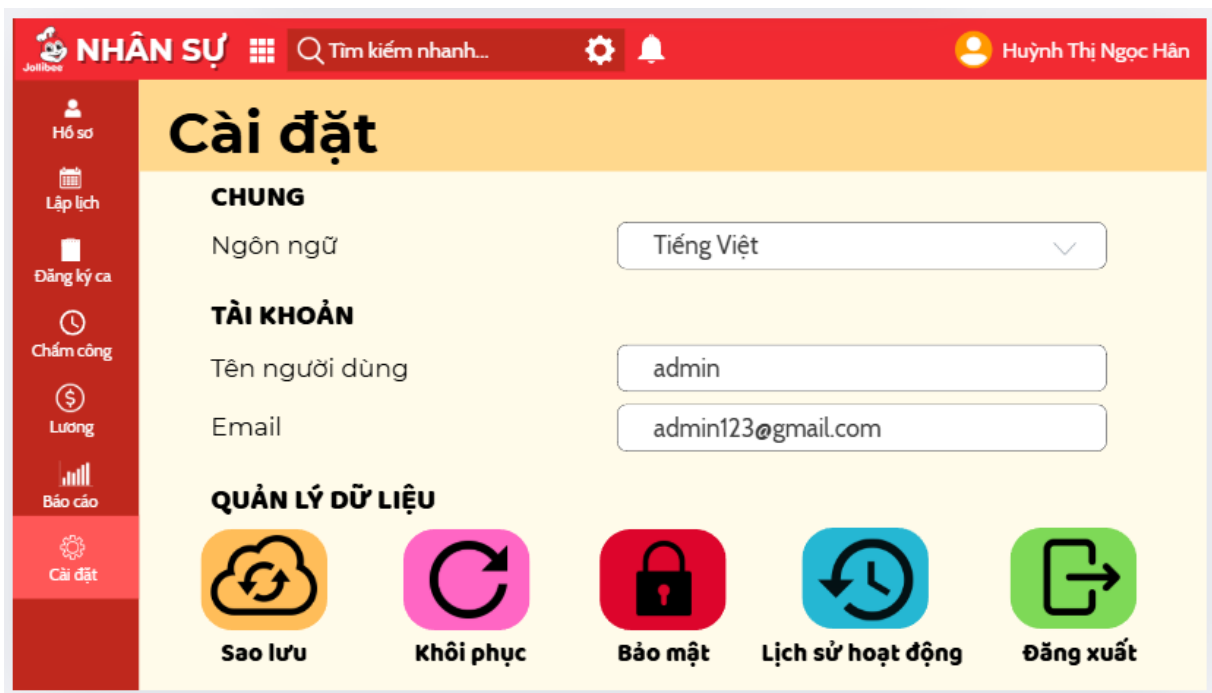 Jollibee
NHÂN SỰ
Tìm kiếm nhanh...
Huỳnh Thị Ngọc Hân
Hồ sơ
Lập lịch
Đăng ký ca
Chấm công
Lương
Báo cáo
Cài đặt
Cài đặt
CHUNG
Ngôn ngữ
Tiếng Việt
TÀI KHOẢN
Tên người dùng
admin
Email
admin123@gmail.com
QUẢN LÝ DỮ LIỆU
Sao lưu
Khôi phục
Bảo mật
Lịch sử hoạt động
Đăng xuất